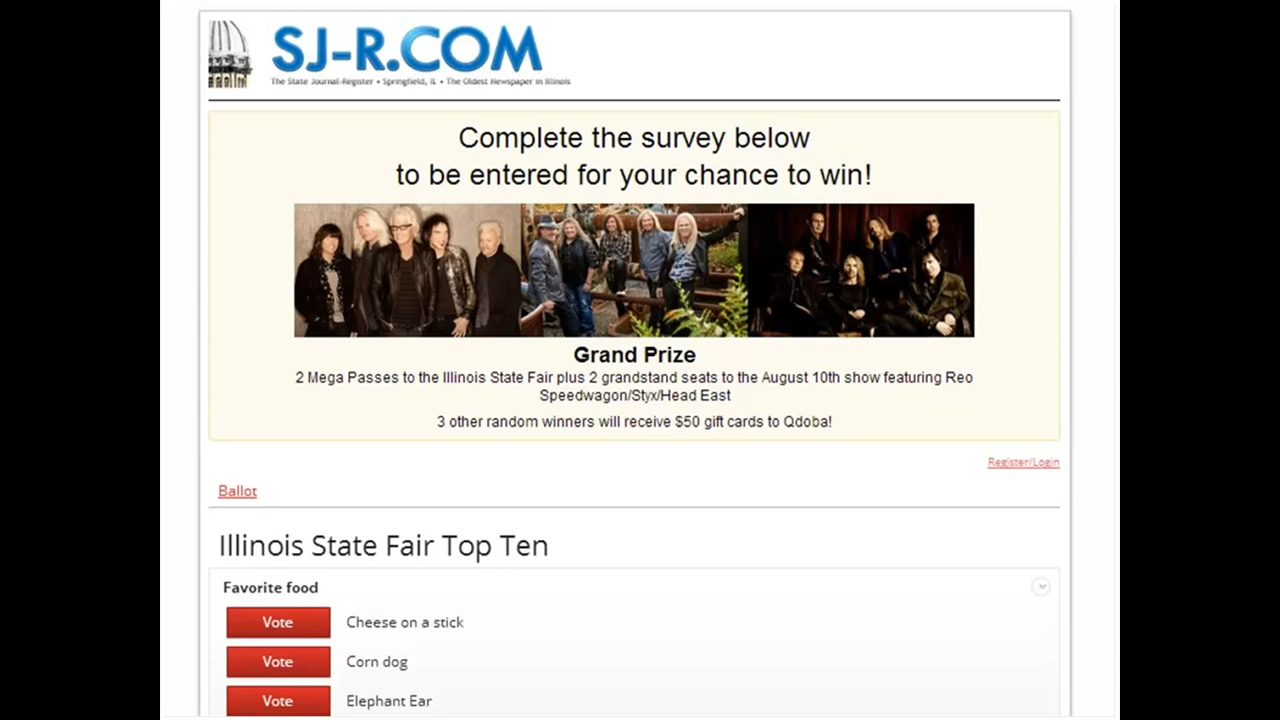 SJ-R.COM
The State Journal-Register • Springfield, IL • The Oldest Newspaper in Illinois
Complete the survey below
to be entered for your chance to win!
Grand Prize
2 Mega Passes to the Illinois State Fair plus 2 grandstand seats to the August 10th show featuring Reo
Speedwagon/Styx/Head East
3 other random winners will receive $50 gift cards to Qdoba!
Register/Login
Ballot
Illinois State Fair Top Ten
Favorite food
Vote Cheese on a stick
Vote Corn dog
Vote Elephant Ear